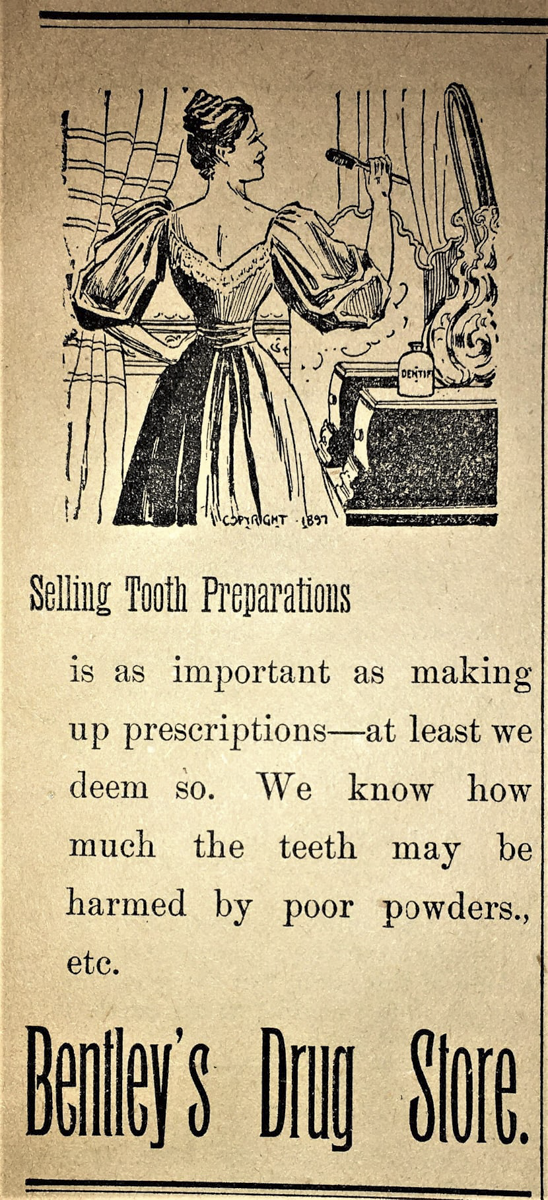 DENTIF
COPYRIGHT 1897
Selling Tooth Preparations
is as important as making
up prescriptions—at least we
deem so. We know how
much the teeth may be
harmed by poor powders.,
etc.
Bentley's Drug Store.